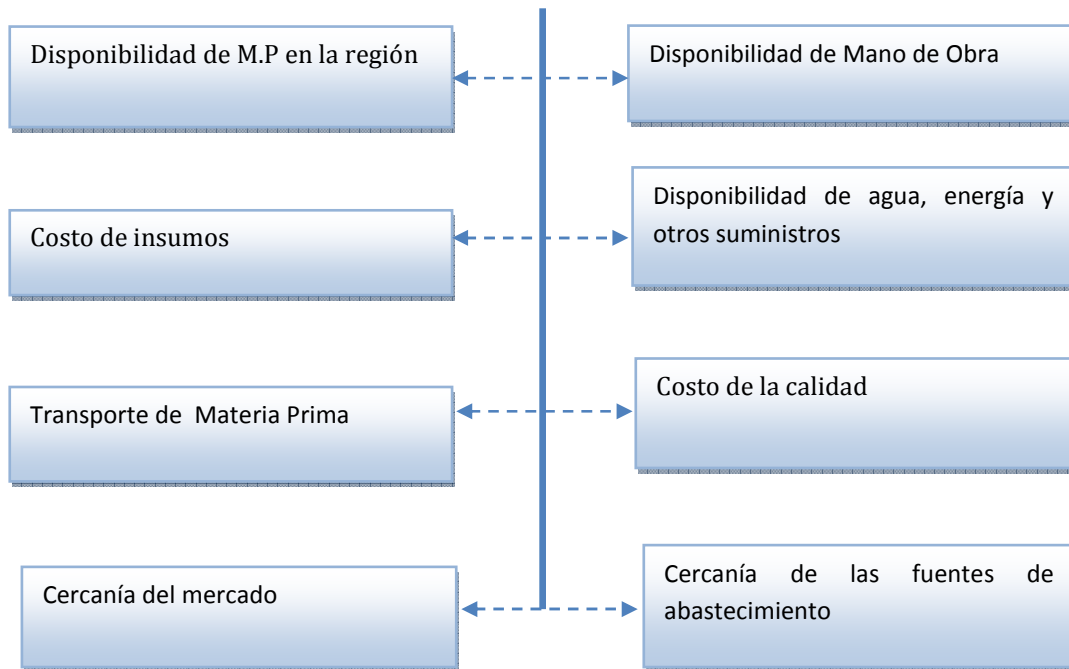 Disponibilidad de M.P en la región
Disponibilidad de Mano de Obra
Costo de insumos
Disponibilidad de agua, energía y
otros suministros
Transporte de Materia Prima
Costo de la calidad
Cercanía del mercado
Cercanía de las fuentes de
abastecimiento